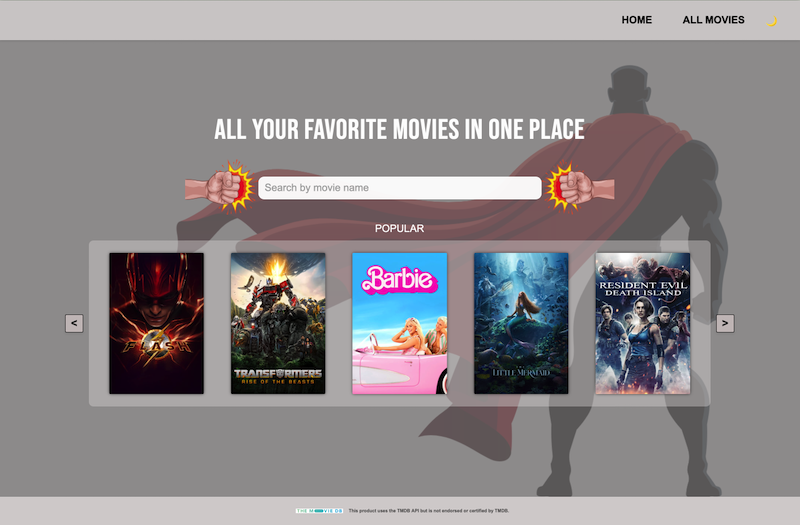 HOME ALL MOVIES
ALL YOUR FAVORITE MOVIES IN ONE PLACE
Search by movie name
POPULAR
<
FLASH
TRANSFORMERS
RISE OF THE BEASTS
Barbie
LITTLE MERMAID
RESIDENT EVIL
DEATH ISLAND
>
THE MOVIE DB This product uses the TMDB API but is not endorsed or certified by TMDB.